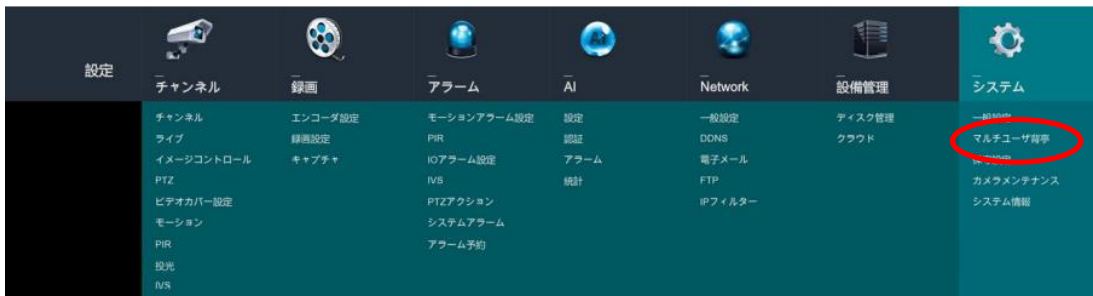 設定
チャンネル
録画
アラーム
AI
Network
設備管理
システム
チャンネル
ライブ
イメージコントロール
PTZ
ビデオカバー設定
モーション
PIR
投光
IVS
エンコーダ設定
録画設定
キャプチャ
モーションアラーム設定
PIR
IOアラーム設定
IVS
PTZアクション
システムアラーム
アラーム予約
設定
認証
アラーム
統計
一般設定
DDNS
電子メール
FTP
IPフィルター
ディスク管理
クラウド
一般設定
マルチユーザ背亭
カメラメンテナンス
システム情報